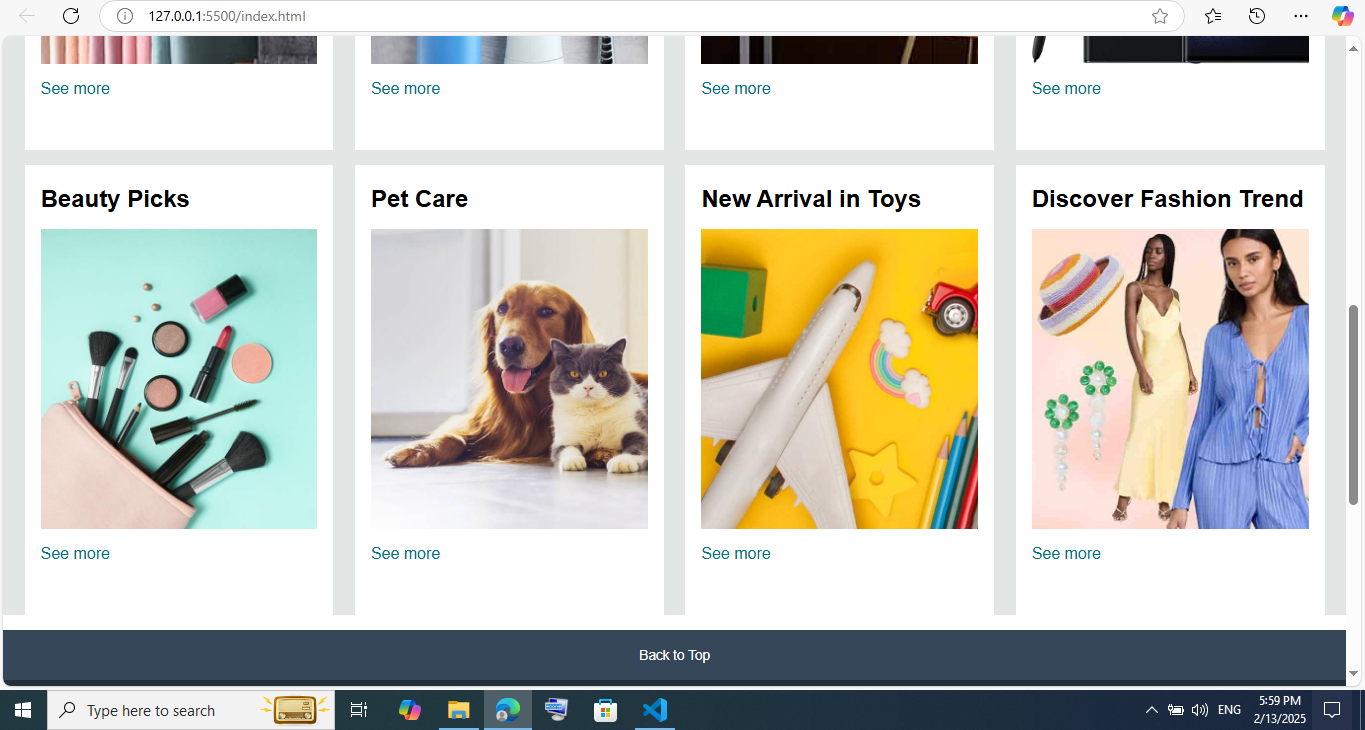 127.0.0.1:5500/index.html
See more
See more
See more
See more
Beauty Picks
Pet Care
New Arrival in Toys
Discover Fashion Trend
See more
See more
See more
See more
Back to Top
Type here to search
ENG
5:59 PM
2/13/2025